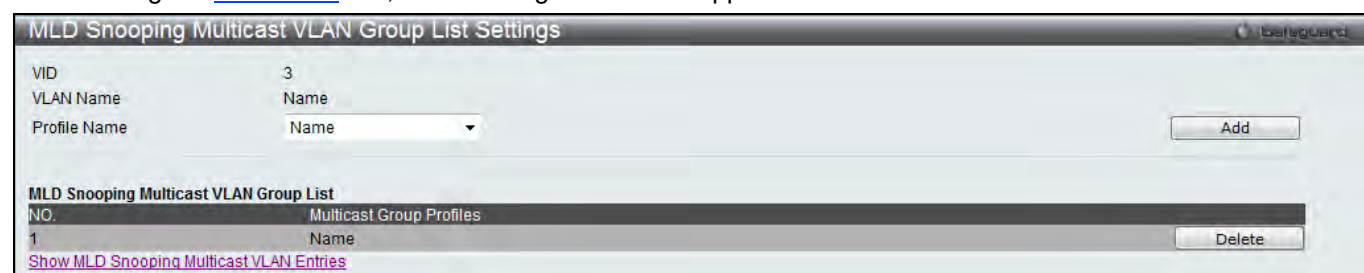 MLD Snooping Multicast VLAN Group List Settings
VID 3
VLAN Name Name
Profile Name Name Add
MLD Snooping Multicast VLAN Group List
NO. Multicast Group Profiles
1 Name Delete
Show MLD Snooping Multicast VLAN Entries